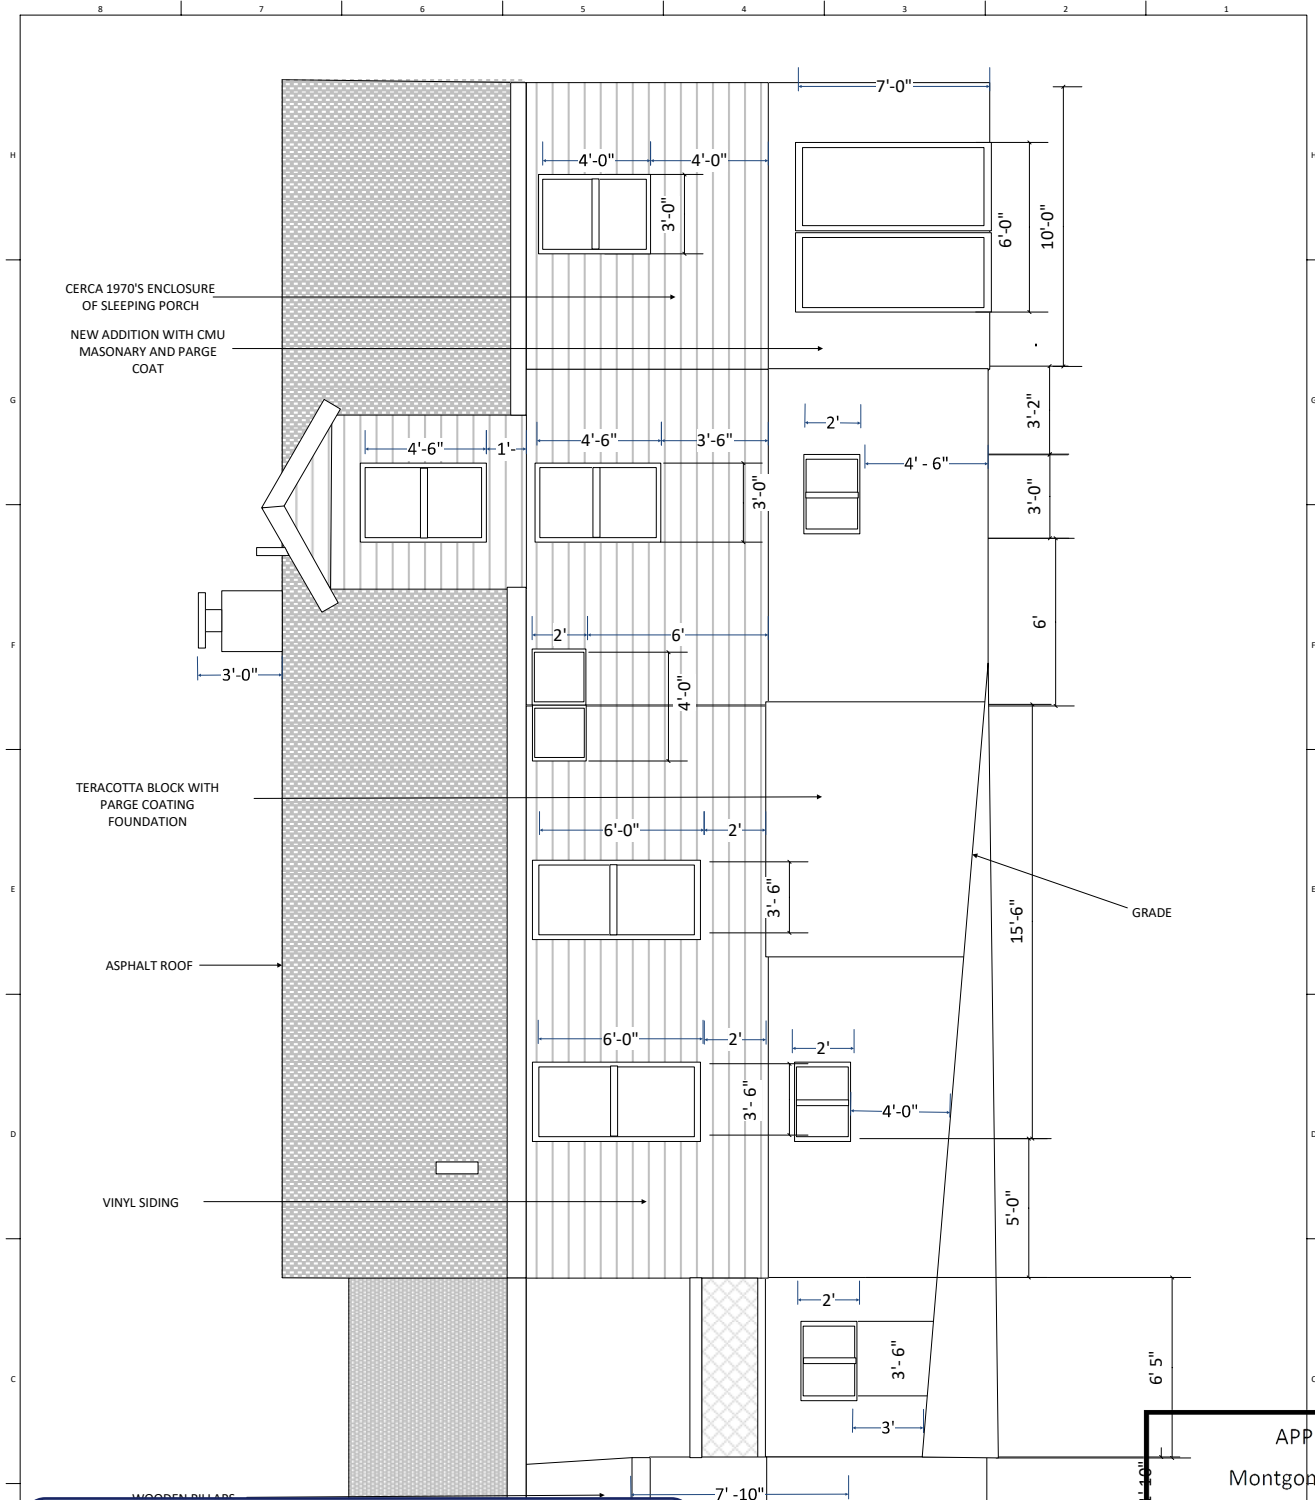 8 7 6 5 4 3 2 1
7'-0"
H
H
4'-0" 4'-0"
3'-0"
6'-0"
10'-0"
CERCA 1970'S ENCLOSURE
OF SLEEPING PORCH
NEW ADDITION WITH CMU
MASONARY AND PARGE
COAT
G
G
3'-2"
2'
4'-6" 1'- 4'-6" 3'-6"
4' - 6"
3'-0"
3'-0"
6'
F
F
2' 6'
3'-0"
4'-0"
TERACOTTA BLOCK WITH
PARGE COATING
FOUNDATION
6'-0" 2'
E
E
3'- 6"
15'-6"
GRADE
ASPHALT ROOF
6'-0" 2'
2'
3'- 6"
4'-0"
D
D
VINYL SIDING
5'-0"
2'
3'- 6"
6' 5"
C
C
3'
APP
Montgon
7' -10"